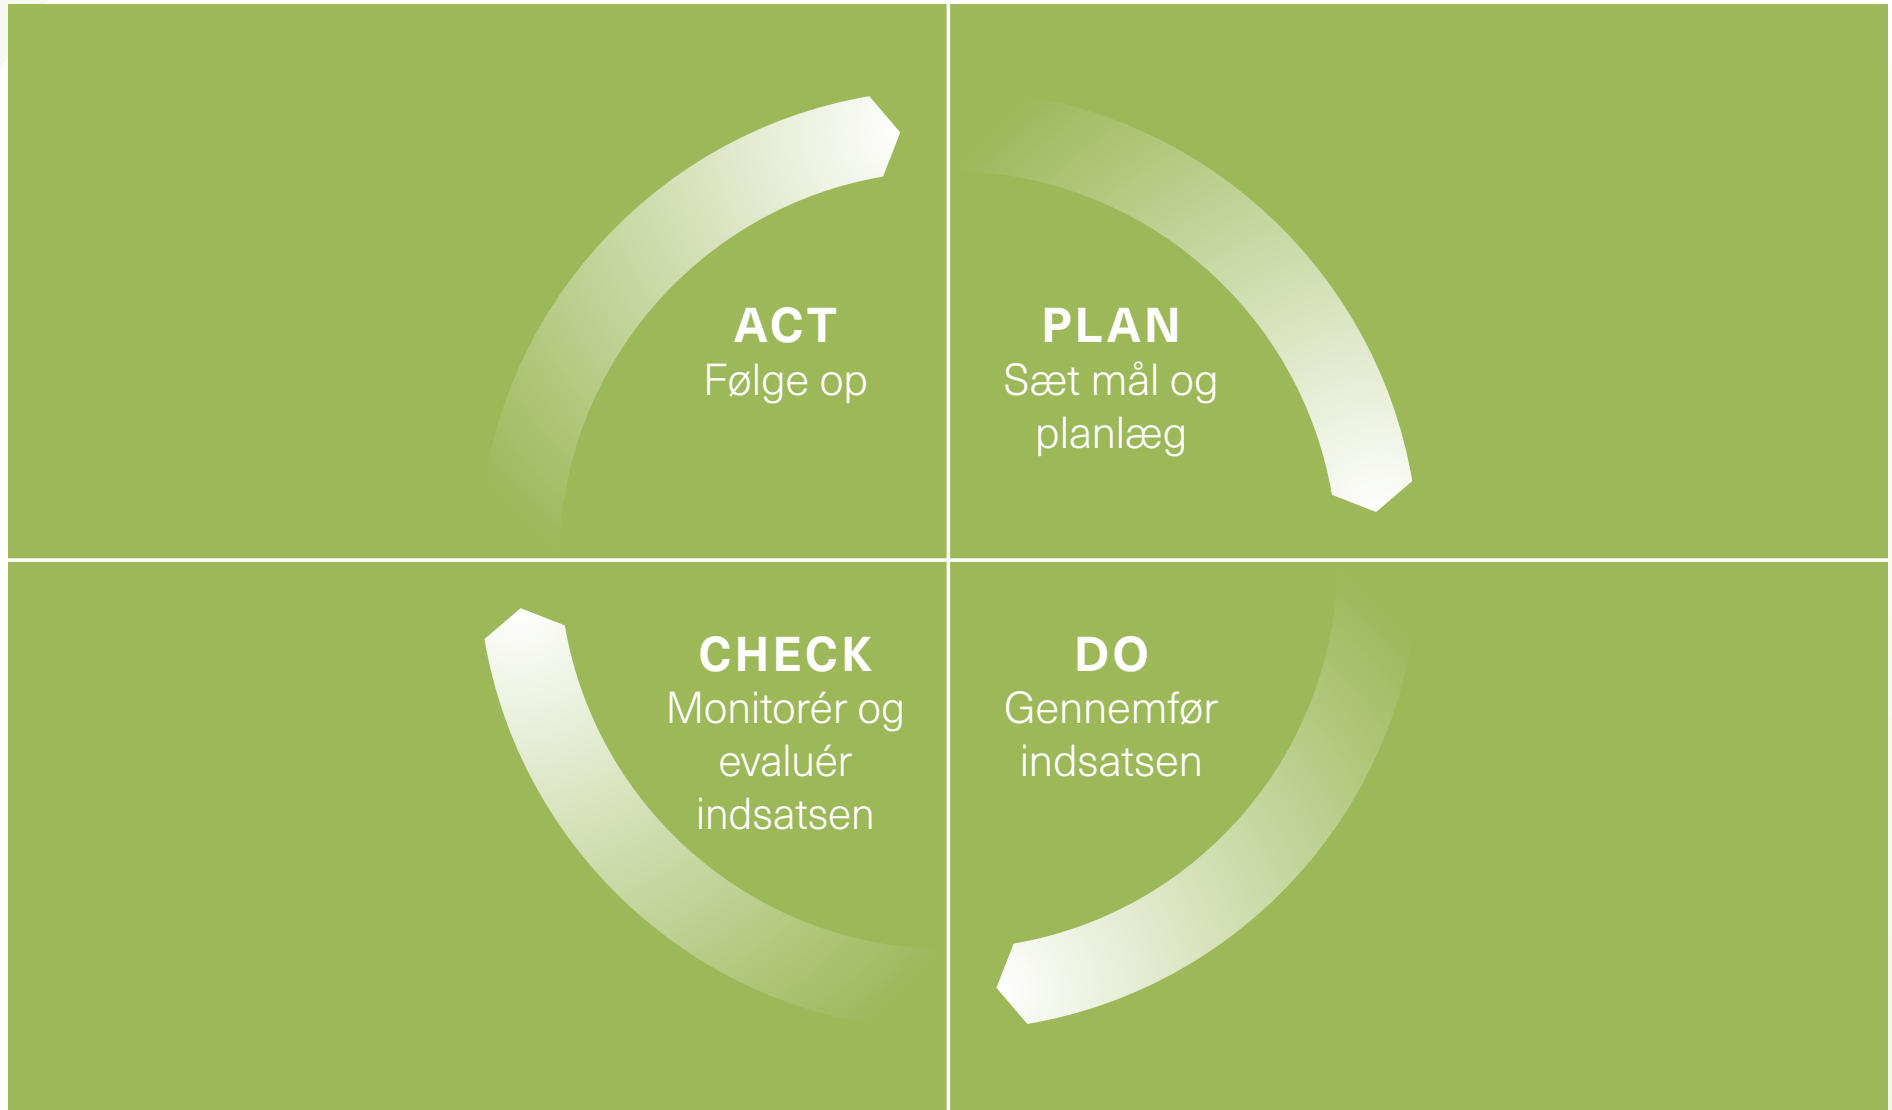 ACT
Følge op
PLAN
Sæt mål og
planlæg
CHECK
Monitorér og
evaluér
indsatsen
DO
Gennemfør
indsatsen